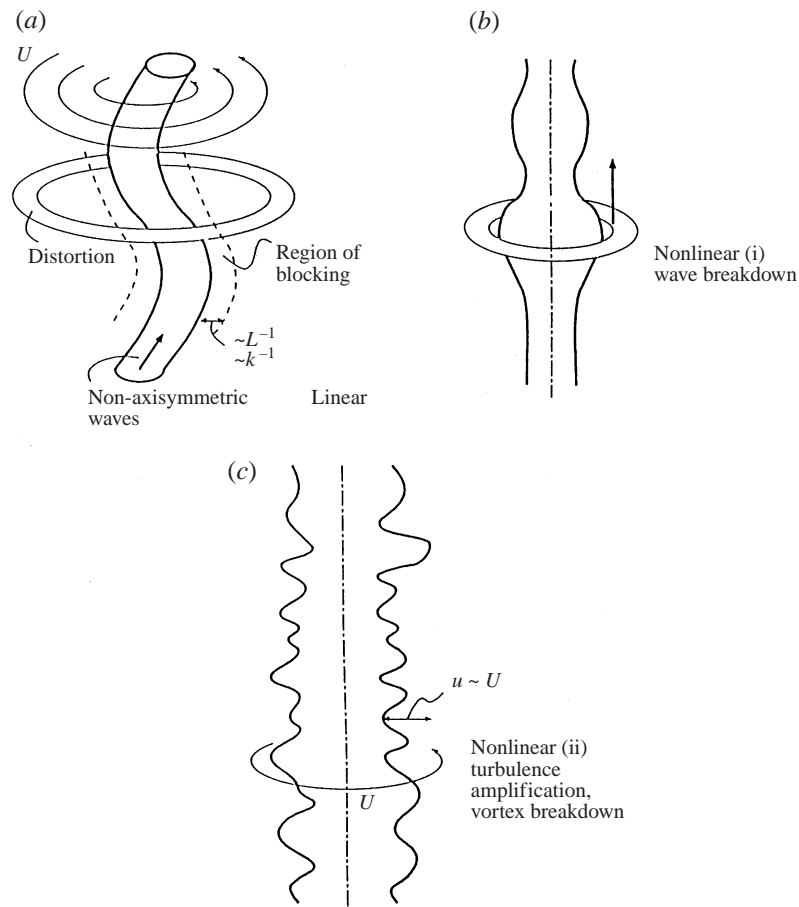 (a)
U
Distortion
Region of
blocking
~L⁻¹
~k⁻¹
Non-axisymmetric
waves
Linear
(b)
Nonlinear (i)
wave breakdown
(c)
u ~ U
U
Nonlinear (ii)
turbulence
amplification,
vortex breakdown